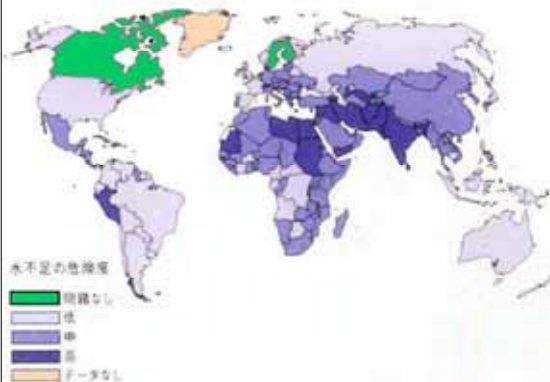 水不足の危険度
問題なし
低
中
高
データなし